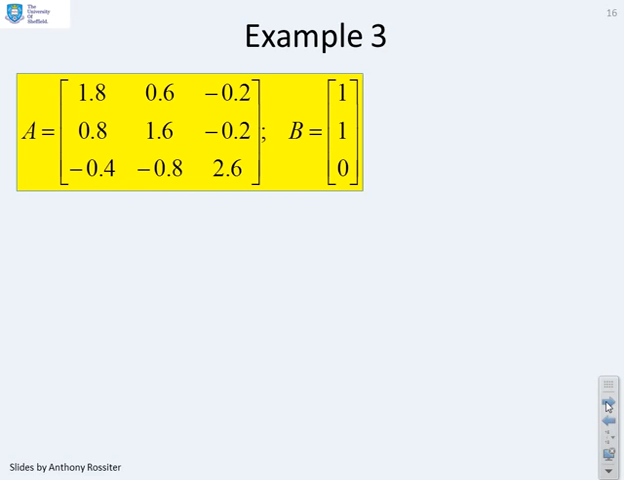 The
University
Of
Sheffield.
16
Example 3
A = [ 1.8 0.6 −0.2
0.8 1.6 −0.2
−0.4 −0.8 2.6 ]; B = [ 1
1
0 ]
Slides by Anthony Rossiter